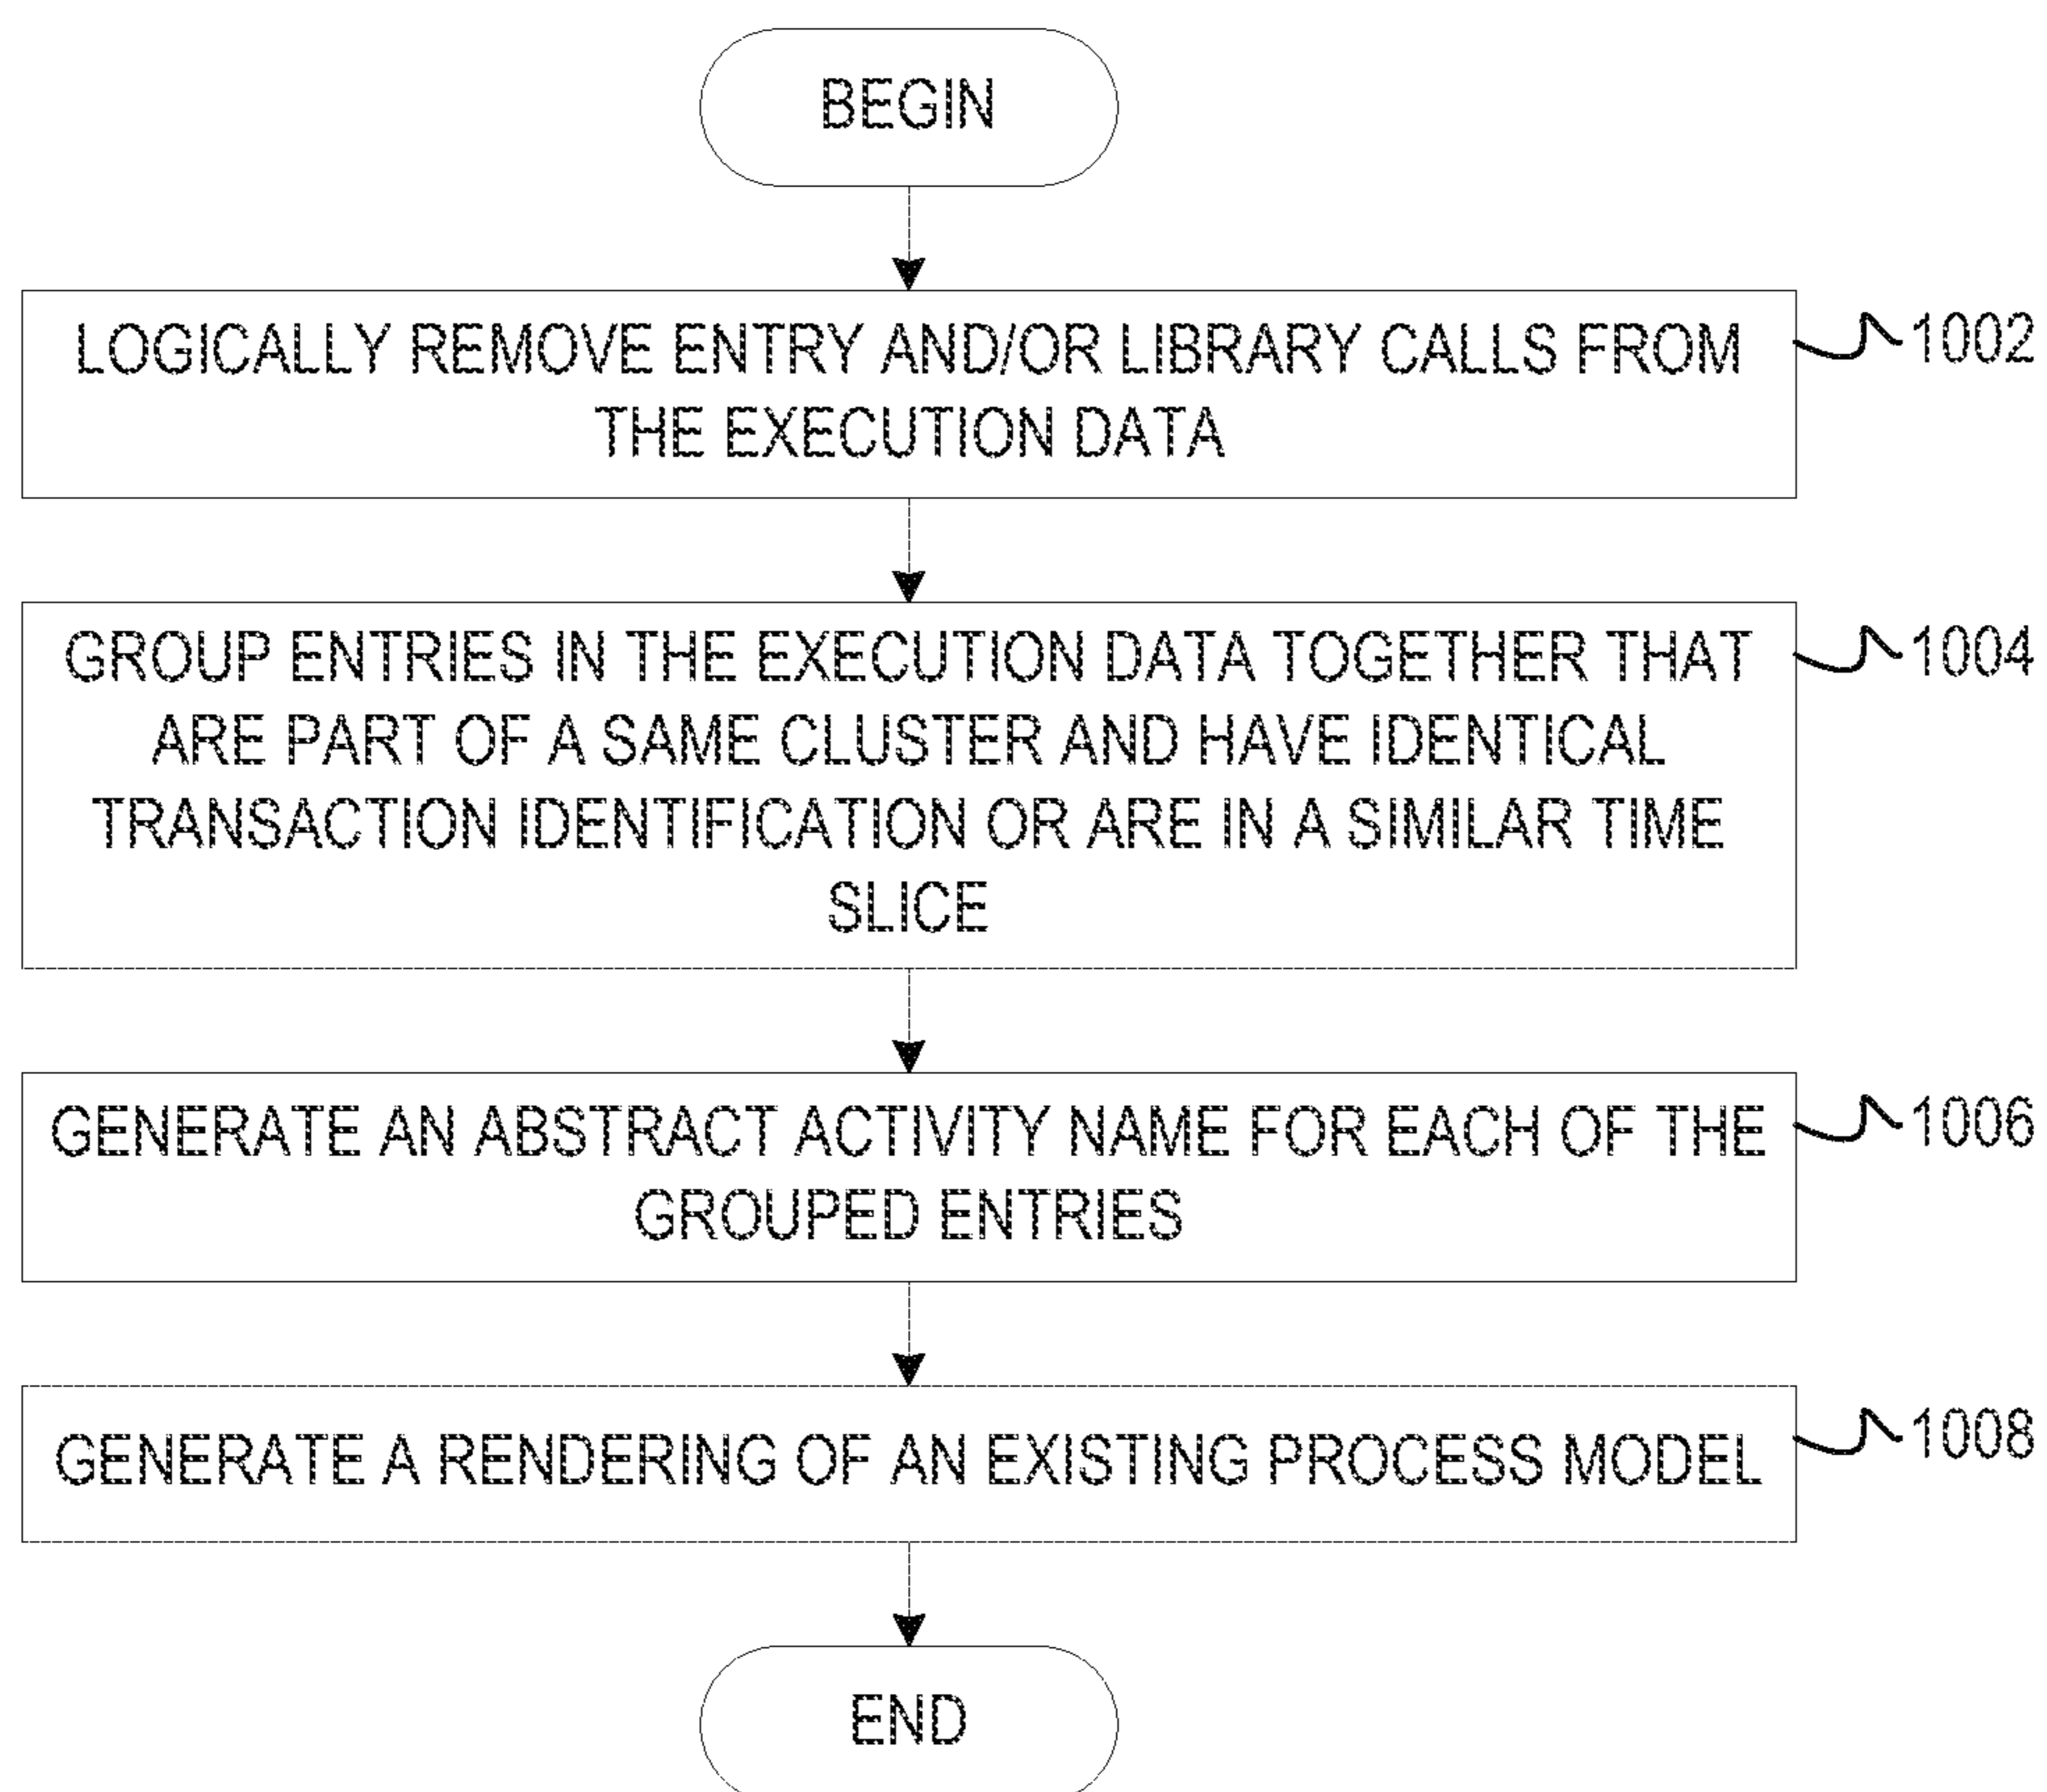 BEGIN
LOGICALLY REMOVE ENTRY AND/OR LIBRARY CALLS FROM
THE EXECUTION DATA
1002
GROUP ENTRIES IN THE EXECUTION DATA TOGETHER THAT
ARE PART OF A SAME CLUSTER AND HAVE IDENTICAL
TRANSACTION IDENTIFICATION OR ARE IN A SIMILAR TIME
SLICE
1004
GENERATE AN ABSTRACT ACTIVITY NAME FOR EACH OF THE
GROUPED ENTRIES
1006
GENERATE A RENDERING OF AN EXISTING PROCESS MODEL
1008
END